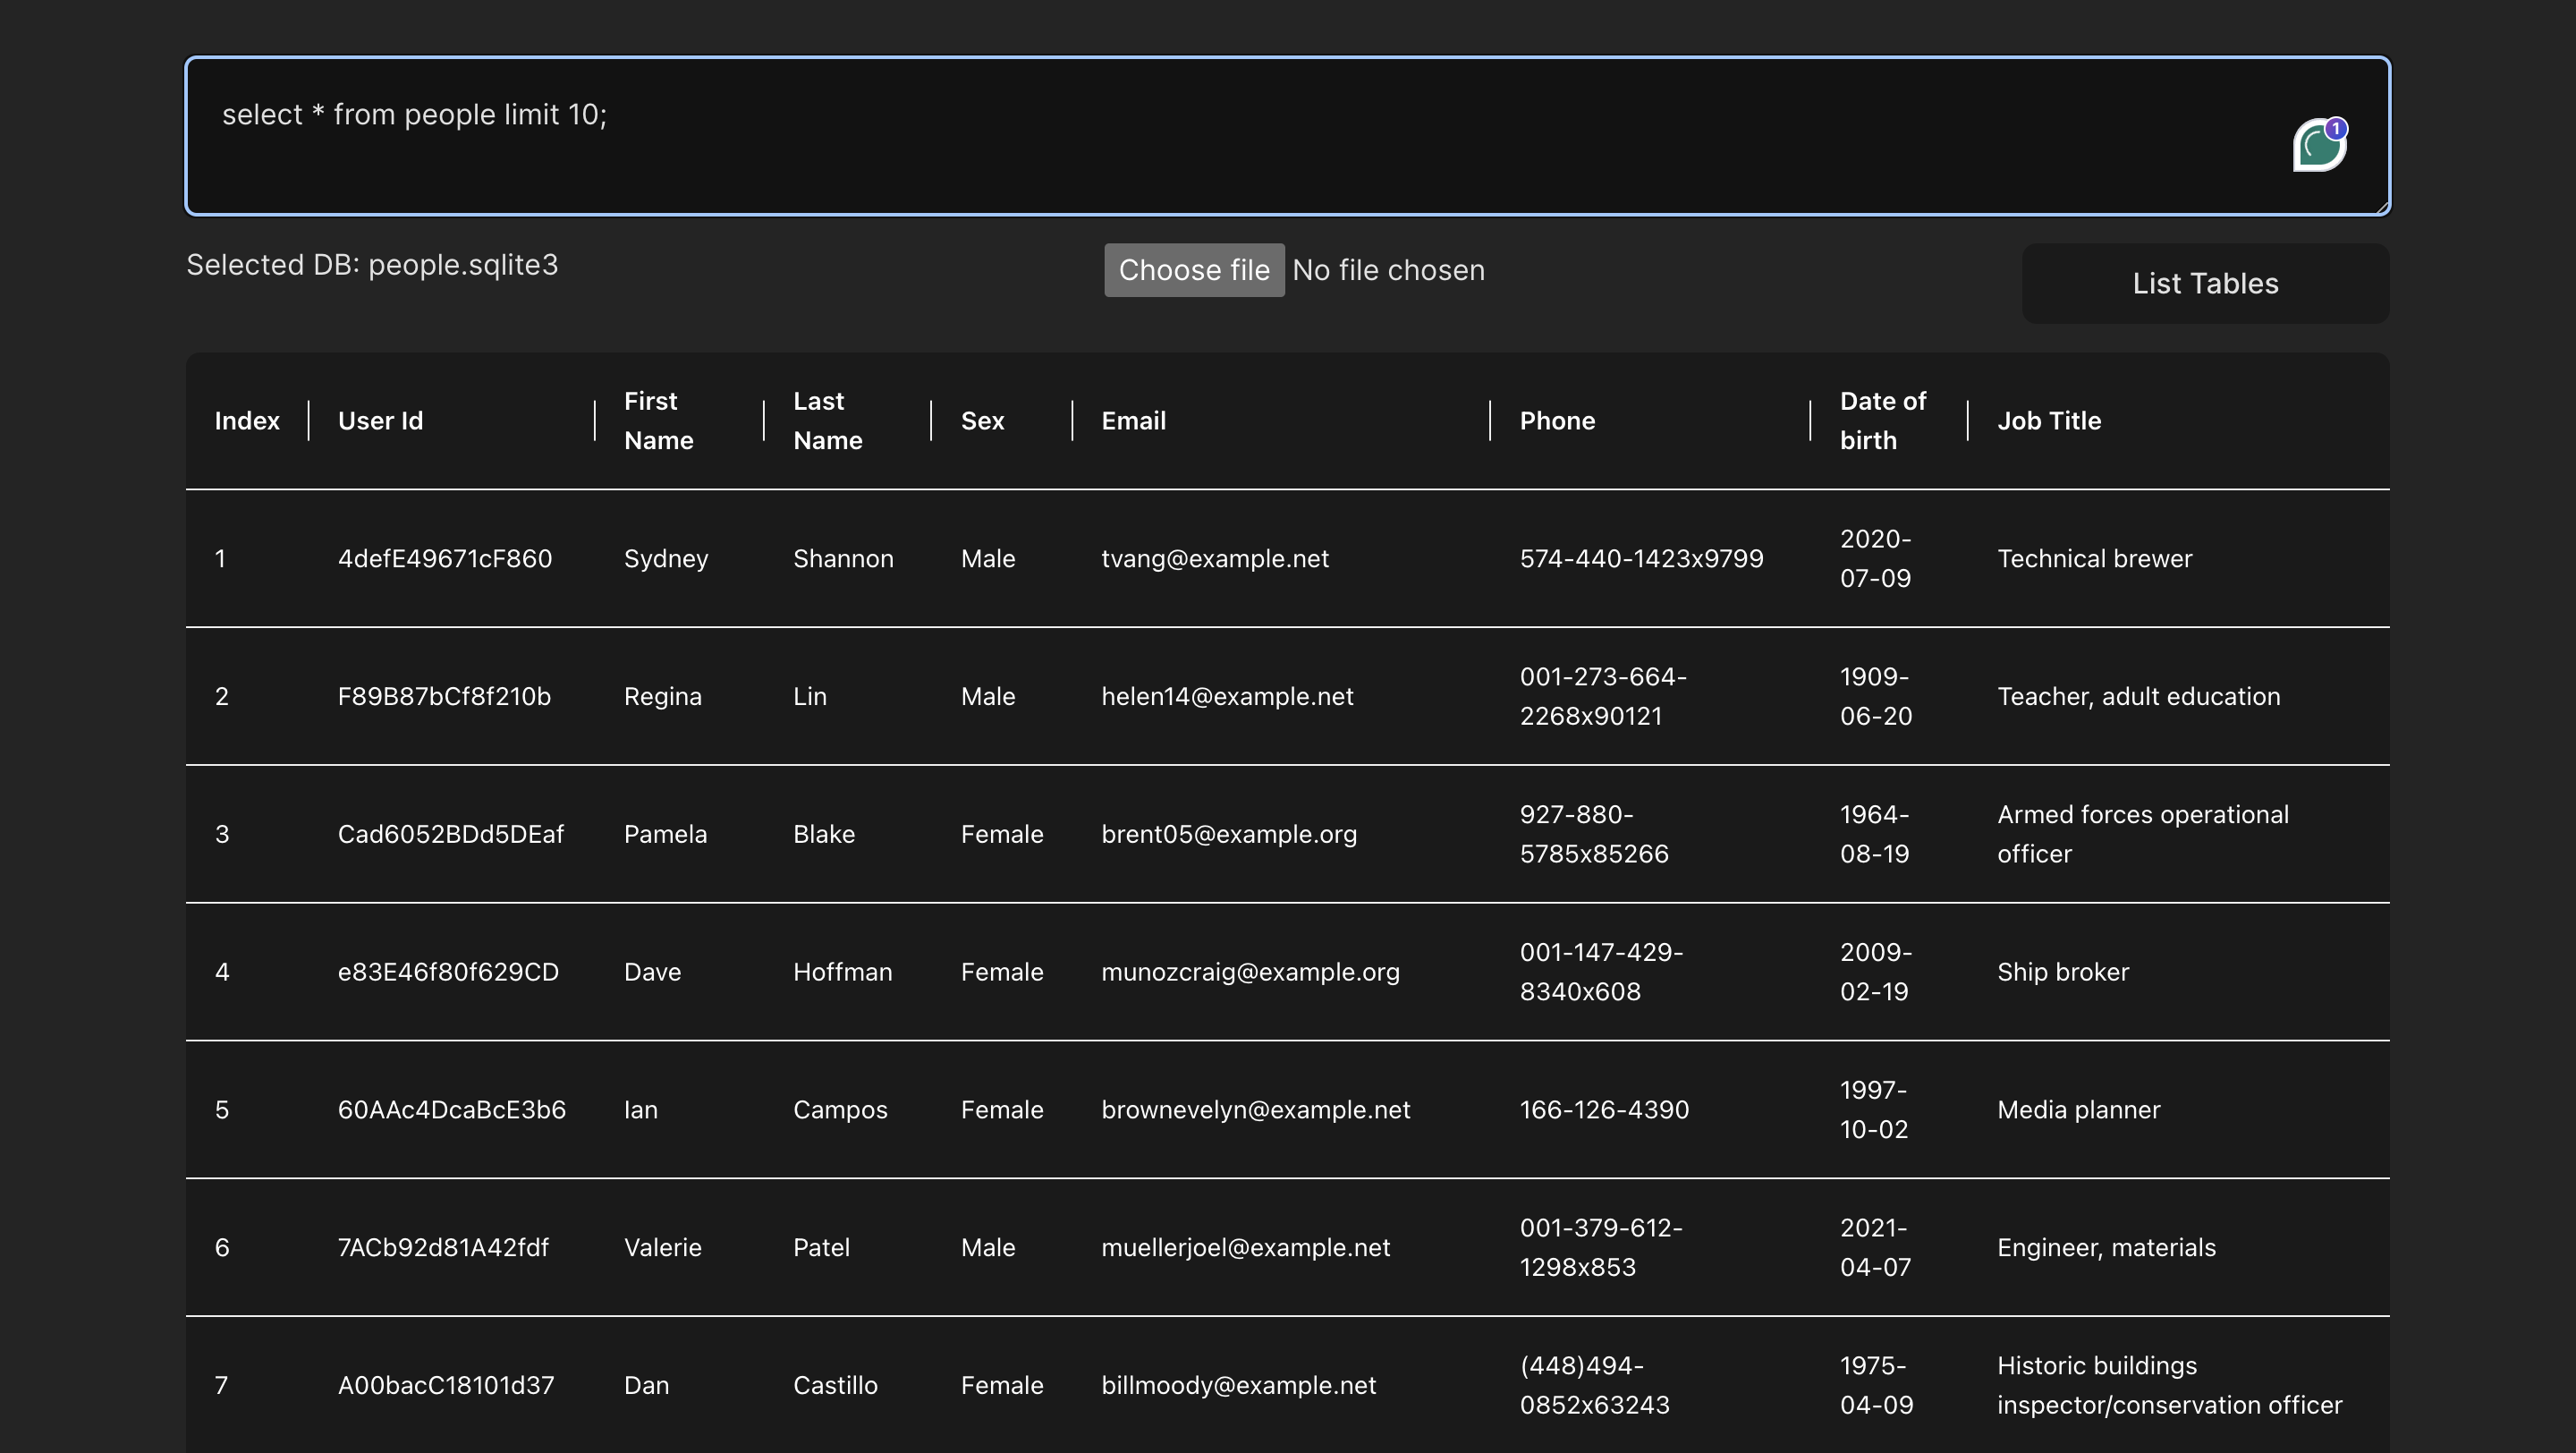 select * from people limit 10;
1
Selected DB: people.sqlite3
Choose file No file chosen
List Tables
Index User Id First Name Last Name Sex Email Phone Date of birth Job Title
1 4defE49671cF860 Sydney Shannon Male tvang@example.net 574-440-1423x9799 2020-07-09 Technical brewer
2 F89B87bCf8f210b Regina Lin Male helen14@example.net 001-273-664-2268x90121 1909-06-20 Teacher, adult education
3 Cad6052BDd5DEaf Pamela Blake Female brent05@example.org 927-880-5785x85266 1964-08-19 Armed forces operational officer
4 e83E46f80f629CD Dave Hoffman Female munozcraig@example.org 001-147-429-8340x608 2009-02-19 Ship broker
5 60AAc4DcaBcE3b6 Ian Campos Female brownevelyn@example.net 166-126-4390 1997-10-02 Media planner
6 7ACb92d81A42fdf Valerie Patel Male muellerjoel@example.net 001-379-612-1298x853 2021-04-07 Engineer, materials
7 A00bacC18101d37 Dan Castillo Female billmoody@example.net (448)494-0852x63243 1975-04-09 Historic buildings inspector/conservation officer